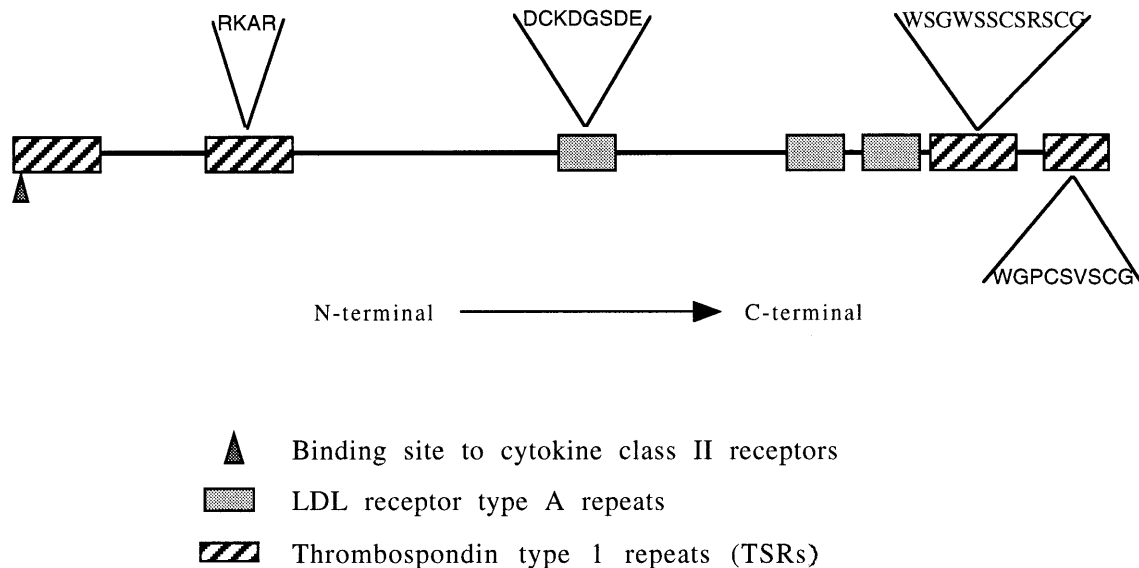 RKAR
DCKDGSDE
WSGWSSCSRSCG
WGPCSVSCG
N-terminal C-terminal
Binding site to cytokine class II receptors
LDL receptor type A repeats
Thrombospondin type 1 repeats (TSRs)